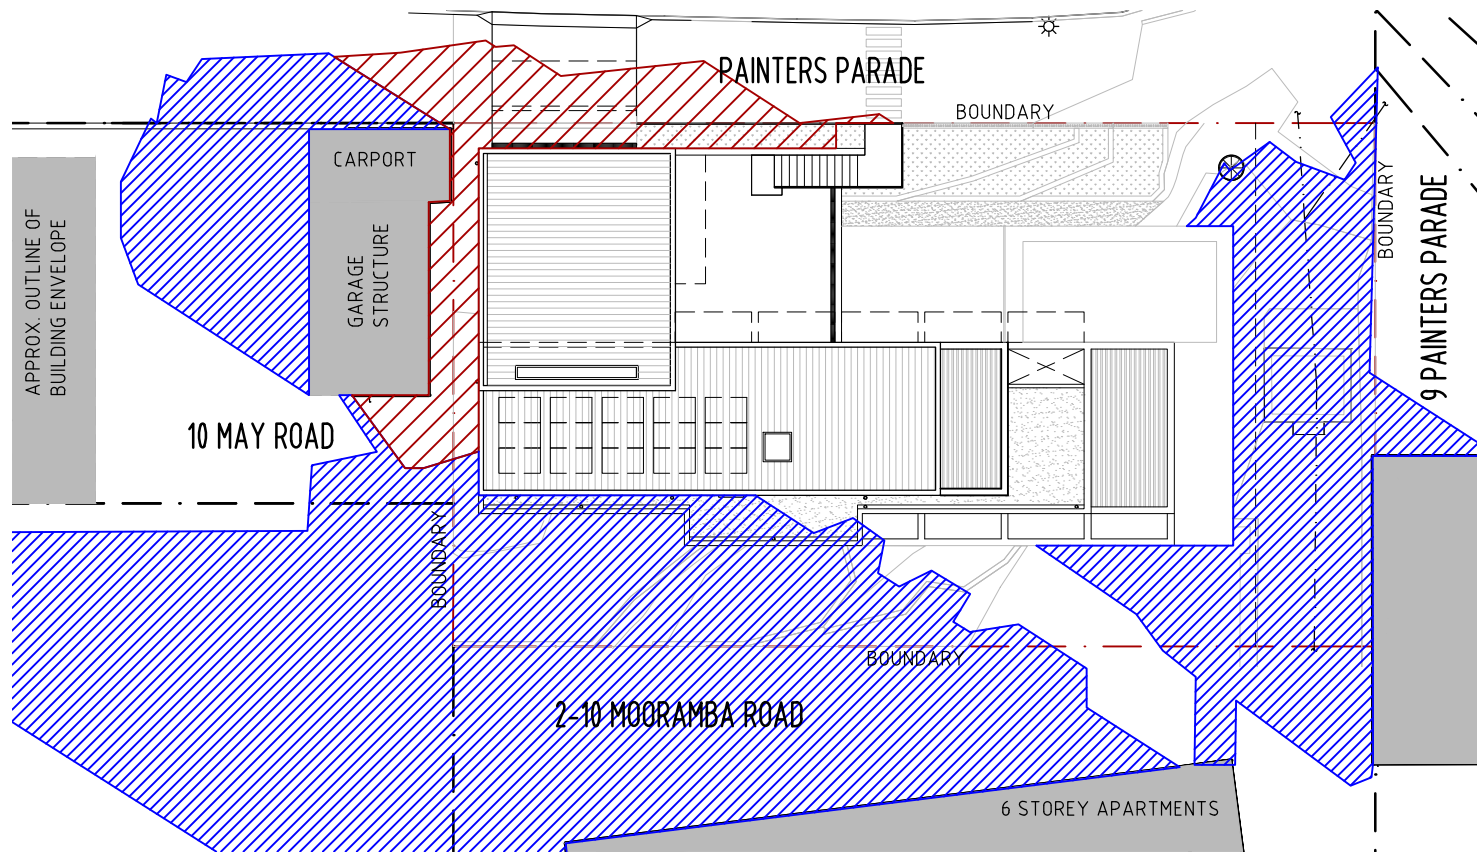 PAINTERS PARADE
BOUNDARY
CARPORT
APPROX. OUTLINE OF
BUILDING ENVELOPE
GARAGE
STRUCTURE
BOUNDARY
9 PAINTERS PARADE
10 MAY ROAD
BOUNDARY
BOUNDARY
2-10 MOORAMBA ROAD
6 STOREY APARTMENTS